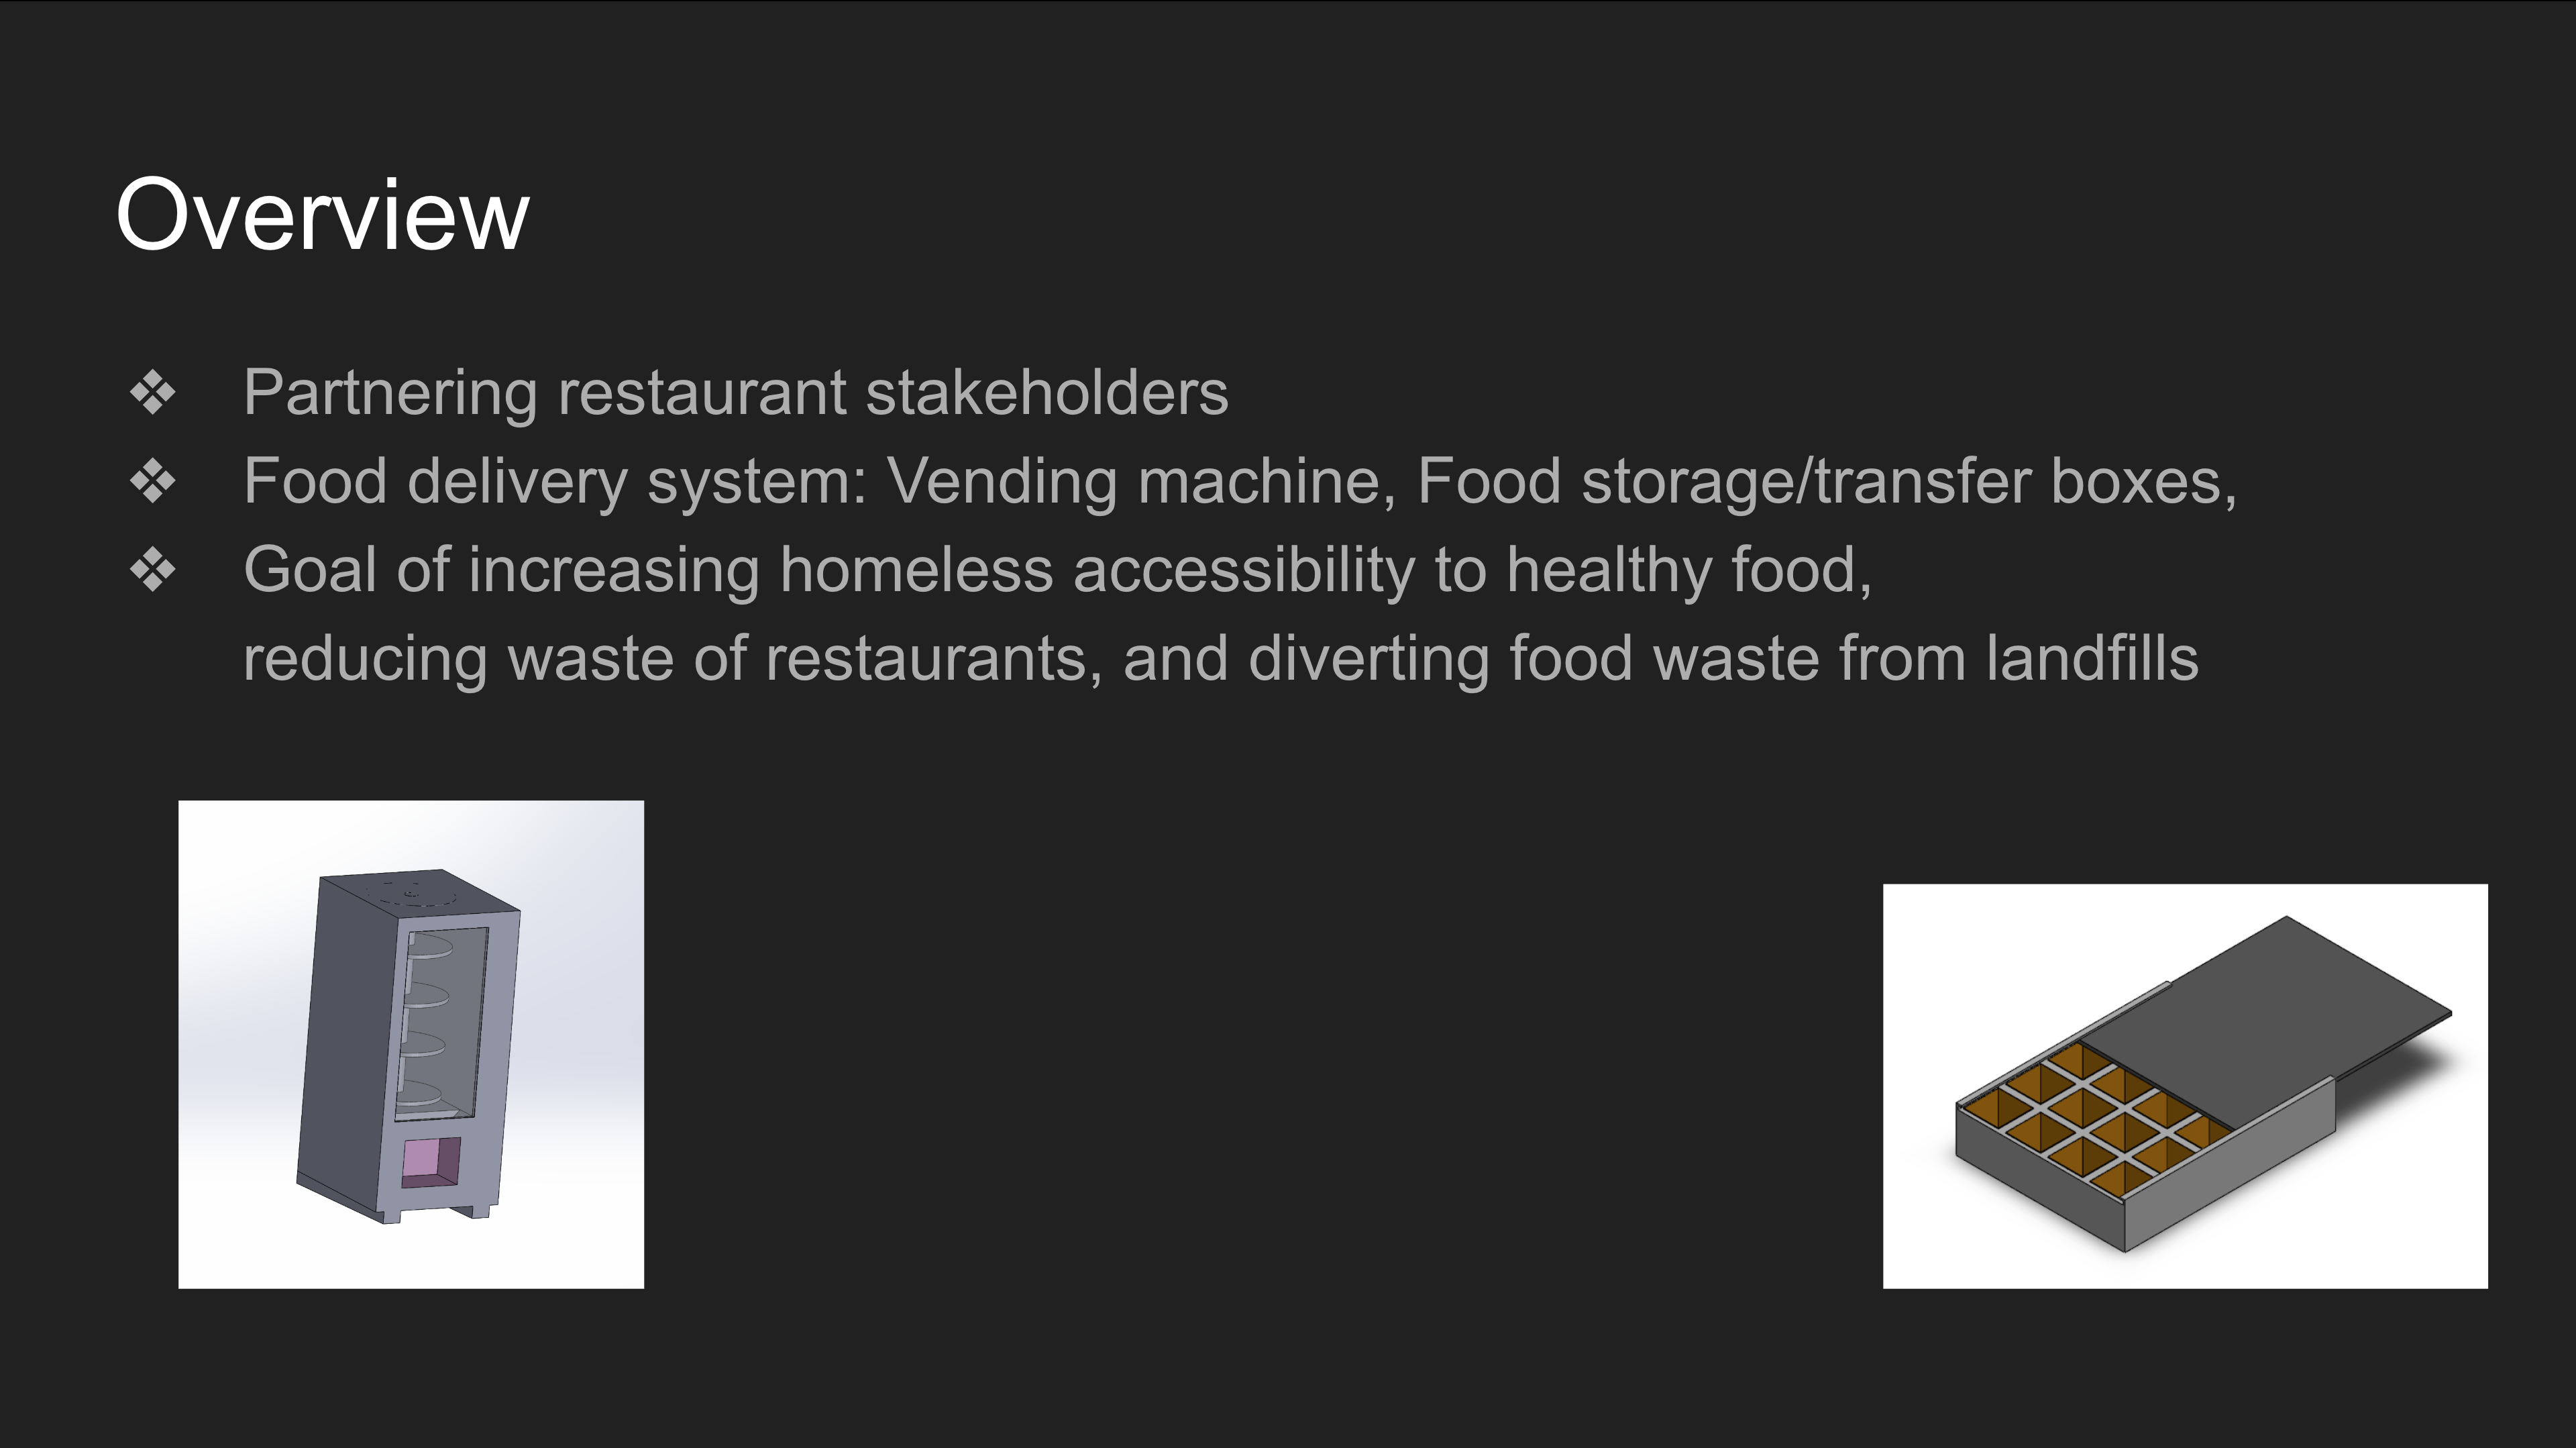 Overview
❖ Partnering restaurant stakeholders
❖ Food delivery system: Vending machine, Food storage/transfer boxes,
❖ Goal of increasing homeless accessibility to healthy food,
reducing waste of restaurants, and diverting food waste from landfills